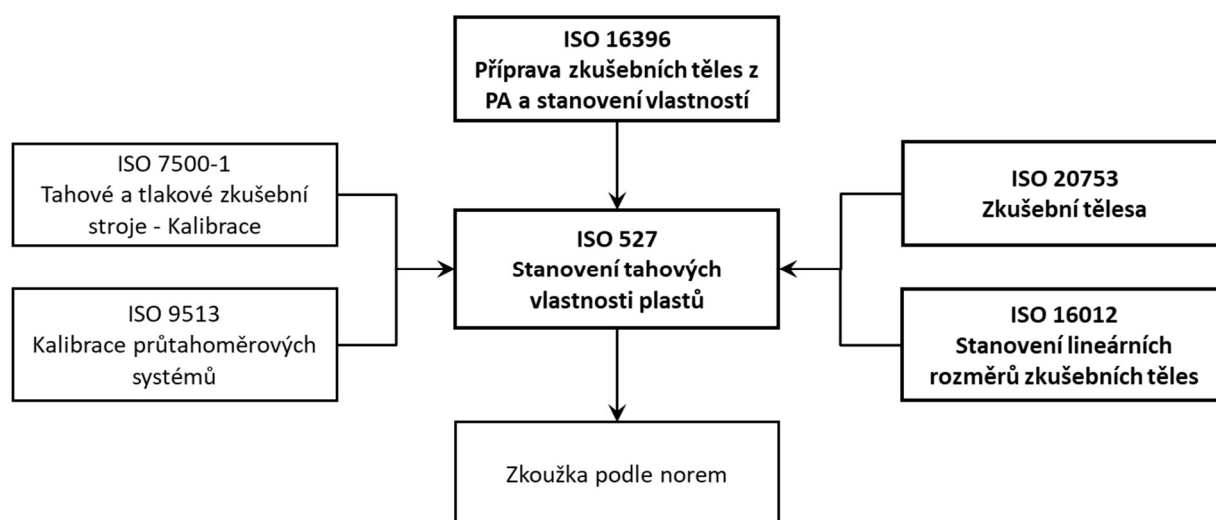 ISO 16396
Příprava zkušebních těles z
PA a stanovení vlastností
ISO 7500-1
Tahové a tlakové zkušební
stroje - Kalibrace
ISO 20753
Zkušební tělesa
ISO 527
Stanovení tahových
vlastnosti plastů
ISO 9513
Kalibrace průtahoměrových
systémů
ISO 16012
Stanovení lineárních
rozměrů zkušebních těles
Zkoužka podle norem